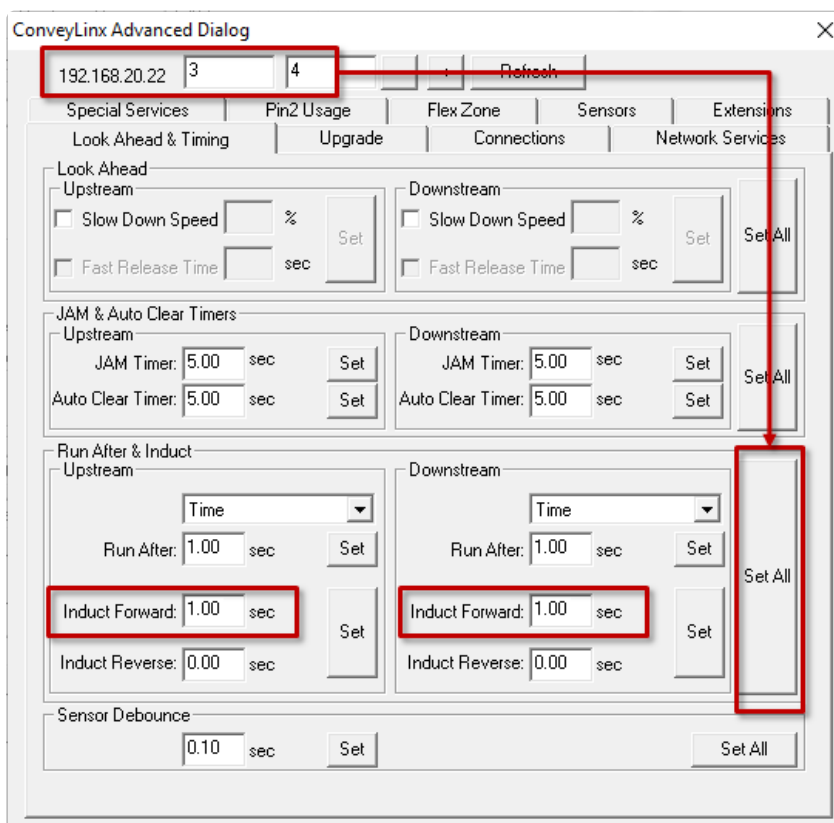 ConveyLinx Advanced Dialog
192.168.20.22 3 4 + Refresh
Special Services Pin2 Usage Flex Zone Sensors Extensions
Look Ahead & Timing Upgrade Connections Network Services
Look Ahead
Upstream
Slow Down Speed %
Fast Release Time sec
Set
Downstream
Slow Down Speed %
Fast Release Time sec
Set
Set All
JAM & Auto Clear Timers
Upstream
JAM Timer: 5.00 sec Set
Auto Clear Timer: 5.00 sec Set
Downstream
JAM Timer: 5.00 sec Set
Auto Clear Timer: 5.00 sec Set
Set All
Run After & Induct
Upstream
Time
Run After: 1.00 sec Set
Induct Forward: 1.00 sec
Set
Induct Reverse: 0.00 sec
Downstream
Time
Run After: 1.00 sec Set
Induct Forward: 1.00 sec
Set
Induct Reverse: 0.00 sec
Set All
Sensor Debounce
0.10 sec Set Set All